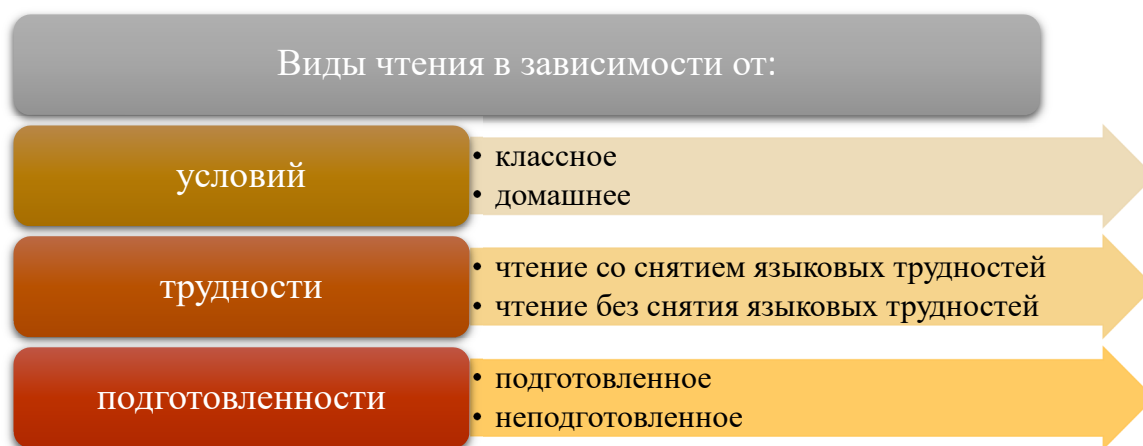 Виды чтения в зависимости от:
условий
• классное
• домашнее
трудности
• чтение со снятием языковых трудностей
• чтение без снятия языковых трудностей
подготовленности
• подготовленное
• неподготовленное